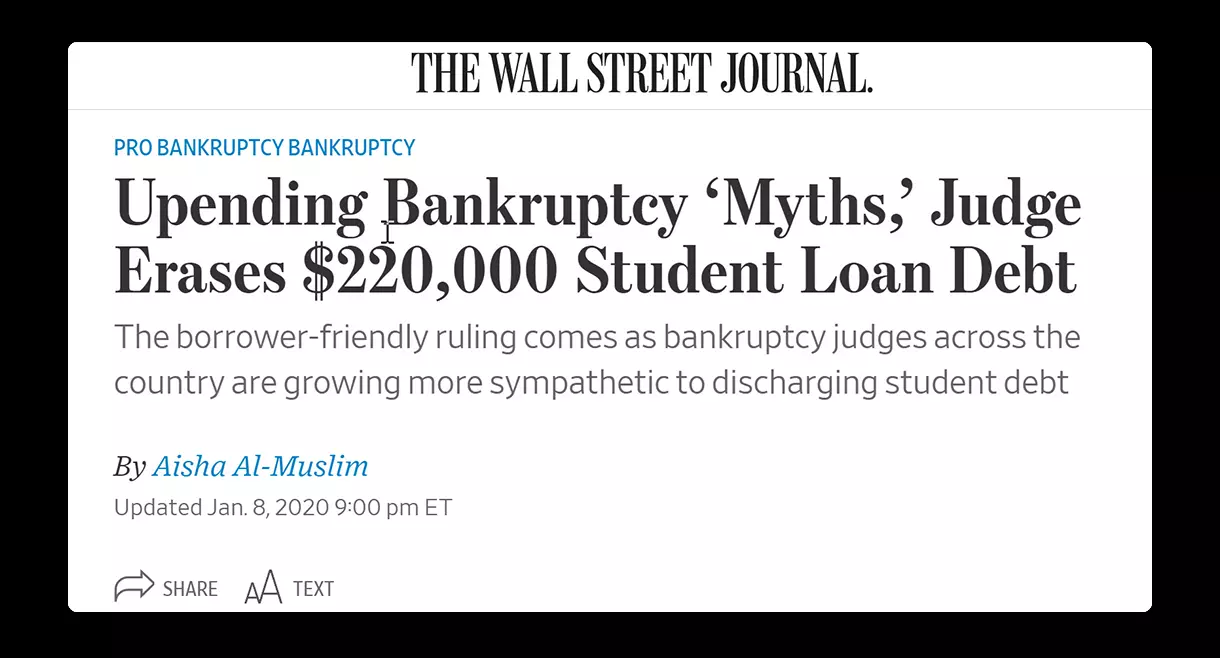 THE WALL STREET JOURNAL.
PRO BANKRUPTCY BANKRUPTCY
Upending Bankruptcy ‘Myths,’ Judge
Erases $220,000 Student Loan Debt
The borrower-friendly ruling comes as bankruptcy judges across the
country are growing more sympathetic to discharging student debt
By Aisha Al-Muslim
Updated Jan. 8, 2020 9:00 pm ET
SHARE AA TEXT